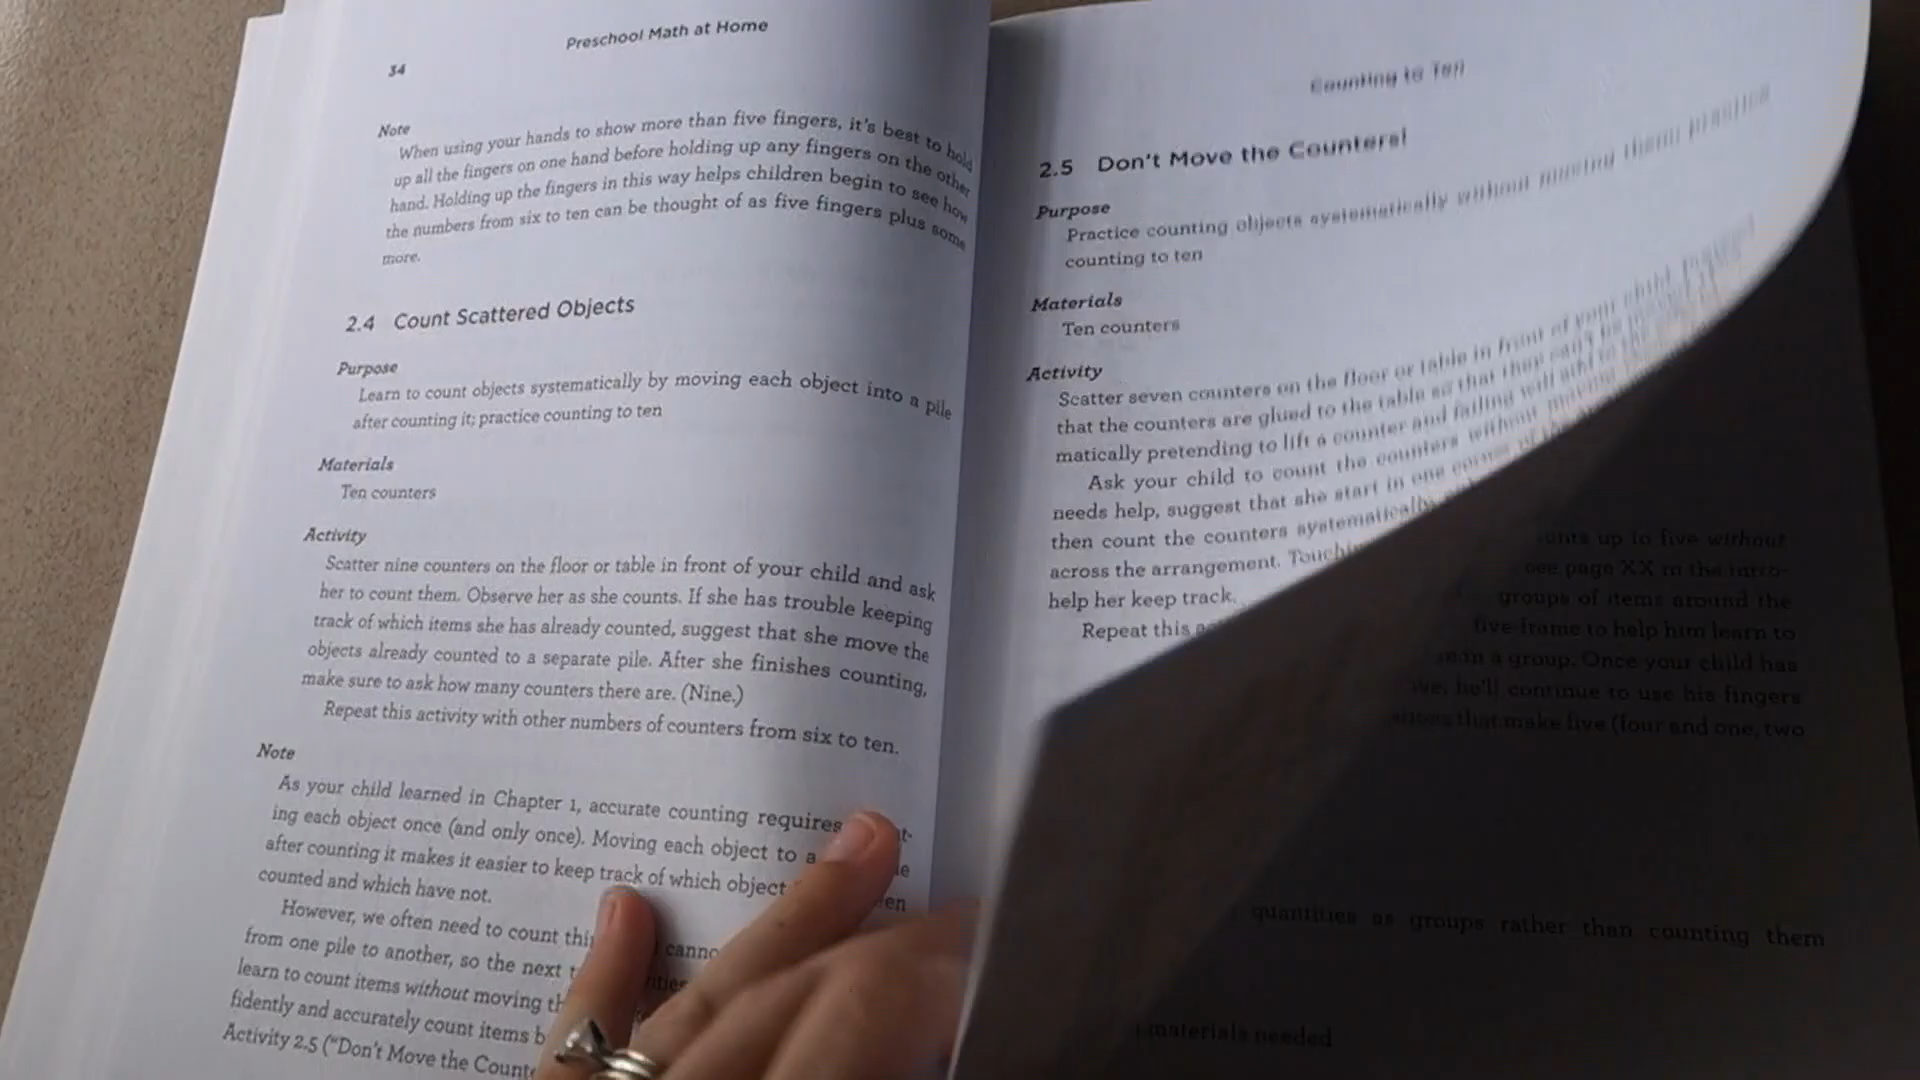 Preschool Math at Home
34
Note
When using your hands to show more than five fingers, it's best to hold
up all the fingers on one hand before holding up any fingers on the other
hand. Holding up the fingers in this way helps children begin to see how
the numbers from six to ten can be thought of as five fingers plus some
more.
2.4 Count Scattered Objects
Purpose
Learn to count objects systematically by moving each object into a pile
after counting it; practice counting to ten
Materials
Ten counters
Activity
Scatter nine counters on the floor or table in front of your child and ask
her to count them. Observe her as she counts. If she has trouble keeping
track of which items she has already counted, suggest that she move the
objects already counted to a separate pile. After she finishes counting,
make sure to ask how many counters there are. (Nine.)
Repeat this activity with other numbers of counters from six to ten.
Note
As your child learned in Chapter 1, accurate counting requires
ing each object once (and only once). Moving each object to a
after counting it makes it easier to keep track of which object
counted and which have not.
However, we often need to count
from one pile to another, so the next
learn to count items without moving
fidently and accurately count items
Activity 2.5 ("Don't Move the
Counting to Ten
2.5 Don't Move the Counters!
Purpose
Practice counting objects systematically without moving them; practice
counting to ten
Materials
Ten counters
Activity
Scatter seven counters on the floor or table in front of your child.
that the counters are glued to the table so that they can't be
matically pretending to lift a counter and failing will add to the
Ask your child to count the counters without moving
needs help, suggest that she start in one corner of the
then count the counters systematically
across the arrangement.
help her keep track.
Repeat this
up to five without
see page XX in the intro-
groups of items around the
five-frame to help him learn to
in a group. Once your child has
he'll continue to use his fingers
that make five (four and one, two
quantities as groups rather than counting them
materials needed